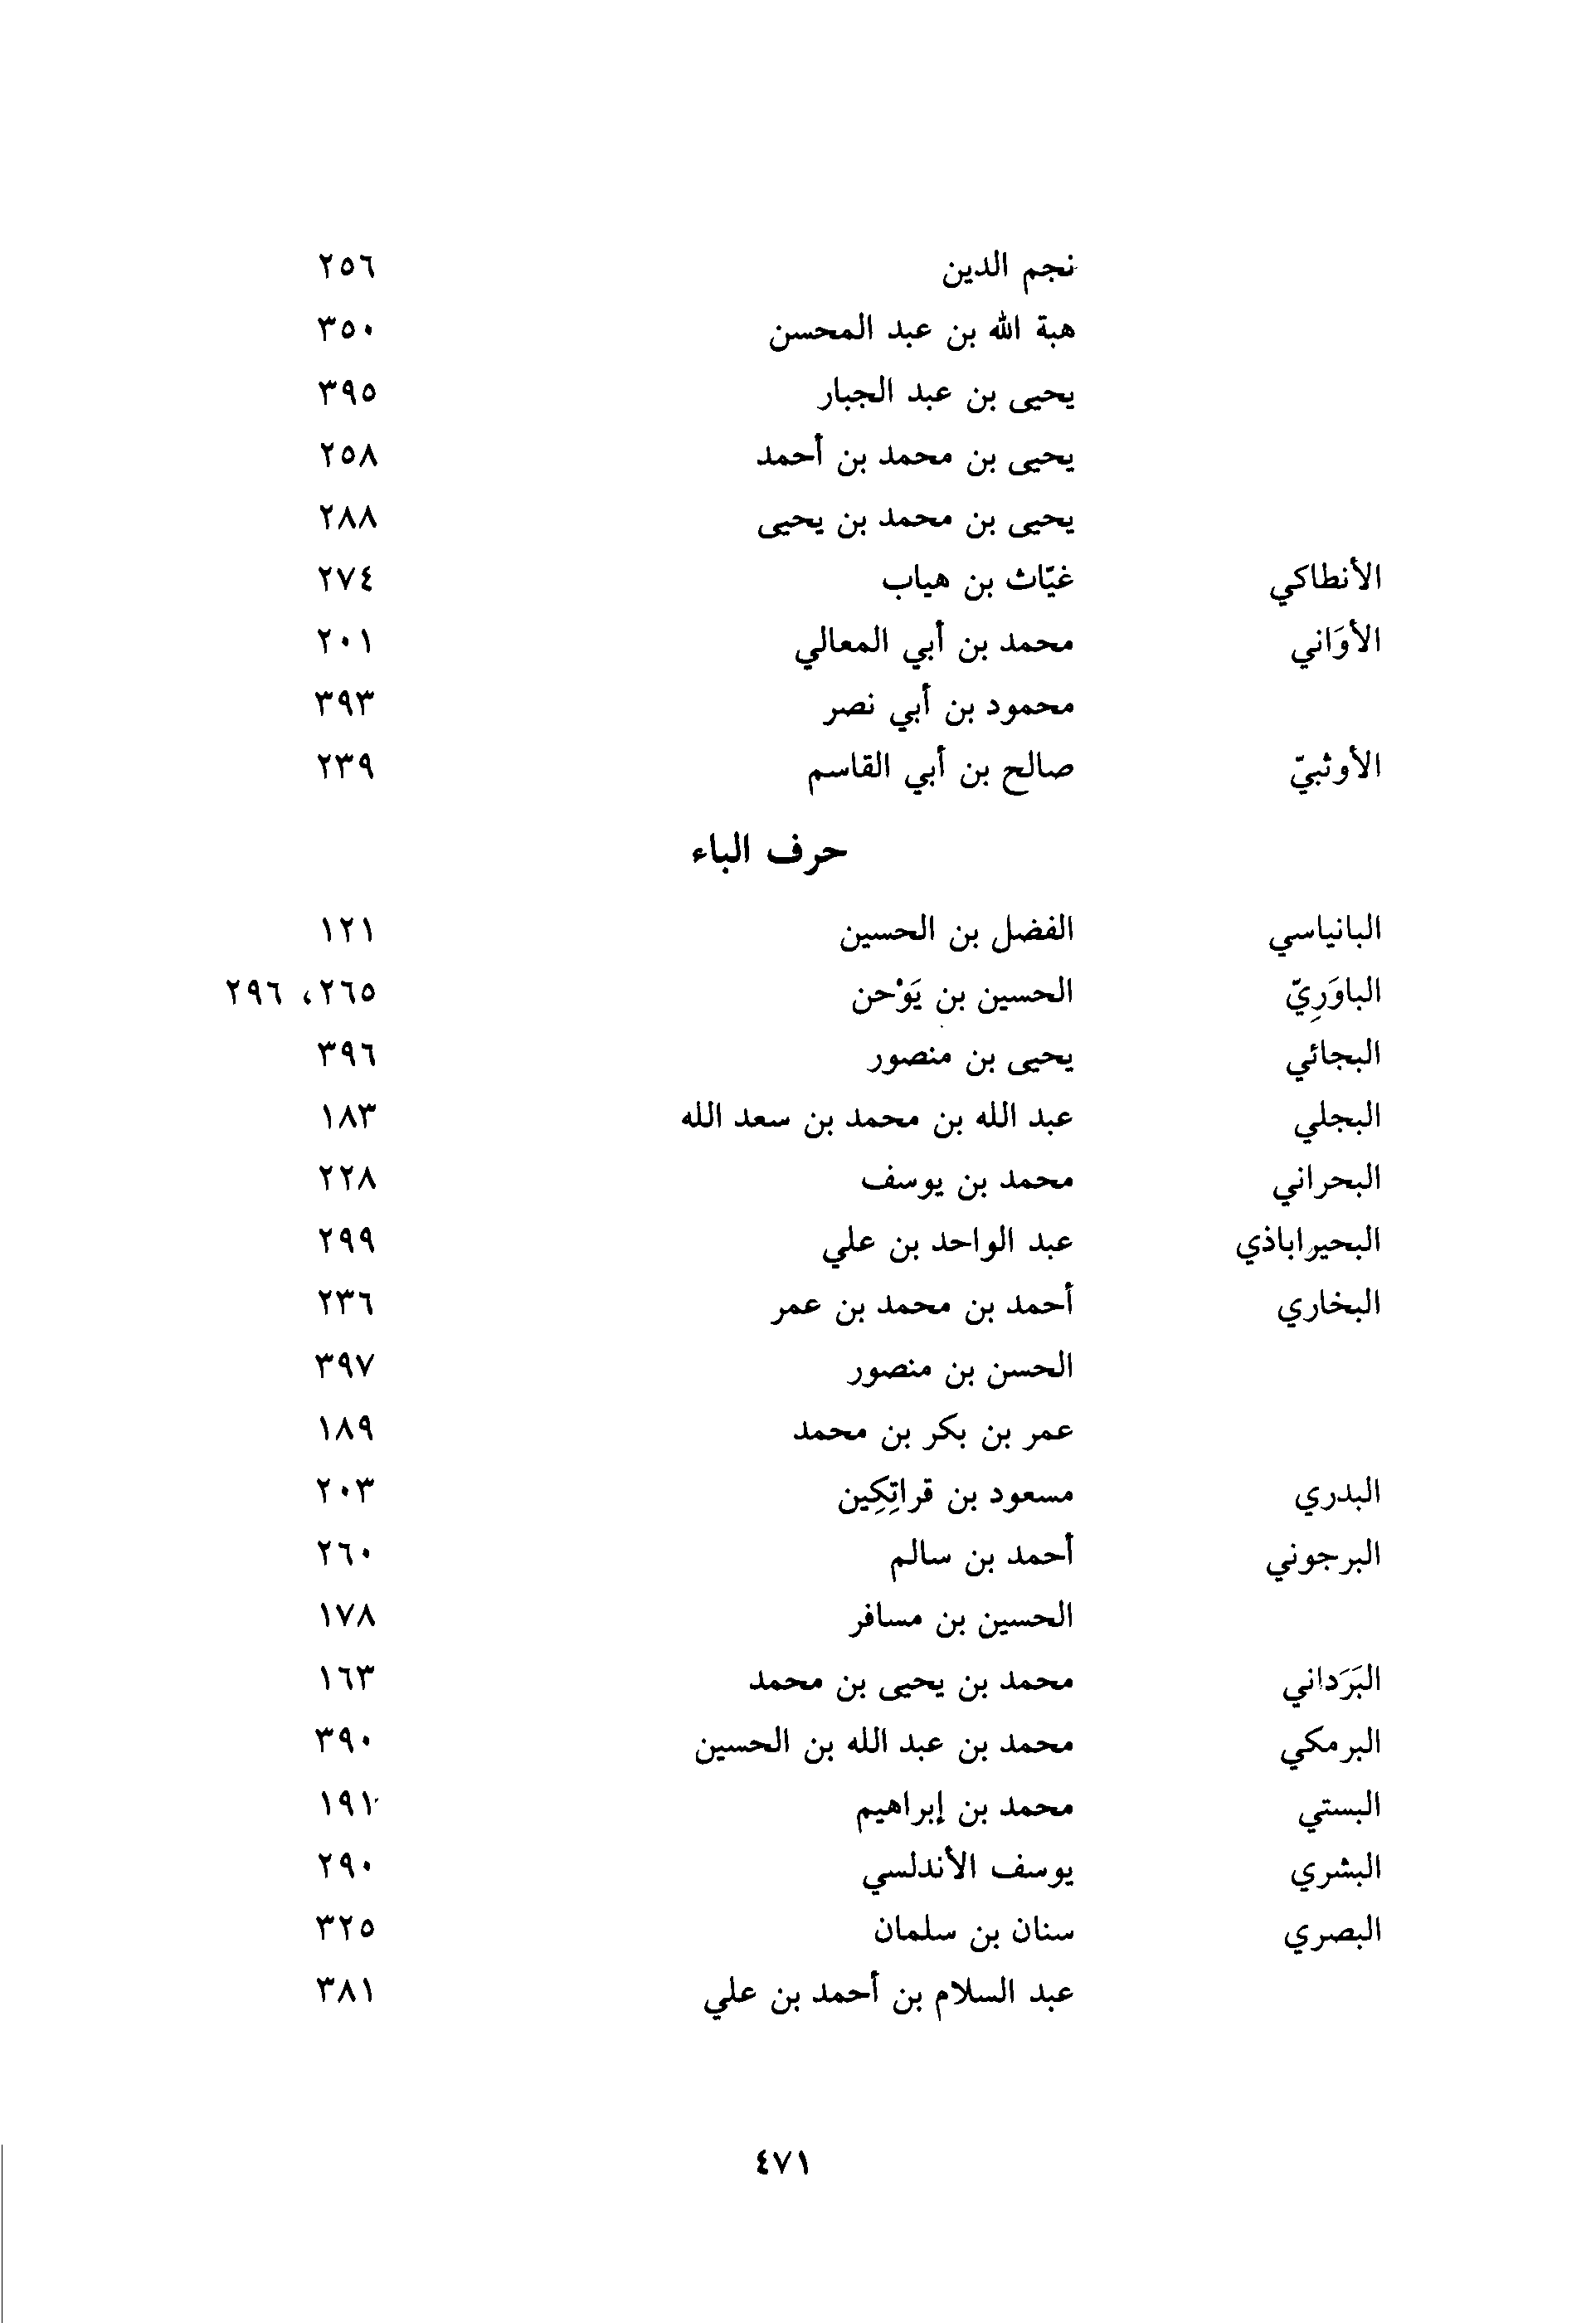 نجم الدين ٢٥٦
هبة الله بن عبد المحسن ٣٥٠
يحيى بن عبد الجبار ٣٩٥
يحيى بن محمد بن أحمد ٢٥٨
يحيى بن محمد بن يحيى ٢٨٨
الأنطاكي غيّاث بن هياب ٢٧٤
الأوَاني محمد بن أبي المعالي ٢٠١
محمود بن أبي نصر ٣٩٣
الأوثبيّ صالح بن أبي القاسم ٢٣٩
حرف الباء
البانياسي الفضل بن الحسين ١٢١
الباوَرِيّ الحسين بن يَوْحن ٢٦٥، ٢٩٦
البجائي يحيى بن منصور ٣٩٦
البجلي عبد الله بن محمد بن سعد الله ١٨٣
البحراني محمد بن يوسف ٢٢٨
البحيراباذي عبد الواحد بن علي ٢٩٩
البخاري أحمد بن محمد بن عمر ٢٣٦
الحسن بن منصور ٣٩٧
عمر بن بكر بن محمد ١٨٩
البدري مسعود بن قراتِكِين ٢٠٣
البرجوني أحمد بن سالم ٢٦٠
الحسين بن مسافر ١٧٨
البَرَداني محمد بن يحيى بن محمد ١٦٣
البرمكي محمد بن عبد الله بن الحسين ٣٩٠
البستي محمد بن إبراهيم ١٩١
البشري يوسف الأندلسي ٢٩٠
البصري سنان بن سلمان ٣٢٥
عبد السلام بن أحمد بن علي ٣٨١
٤٧١